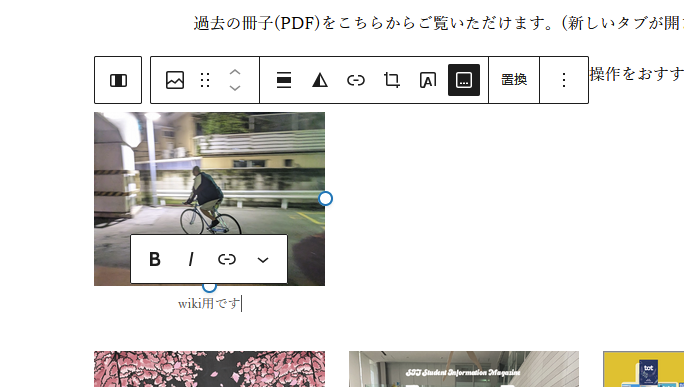 過去の冊子(PDF)をこちらからご覧いただけます。(新しいタブが開
操作をおすす
A
置換
B I
wiki用です
SIT Student Information Magazine
tot